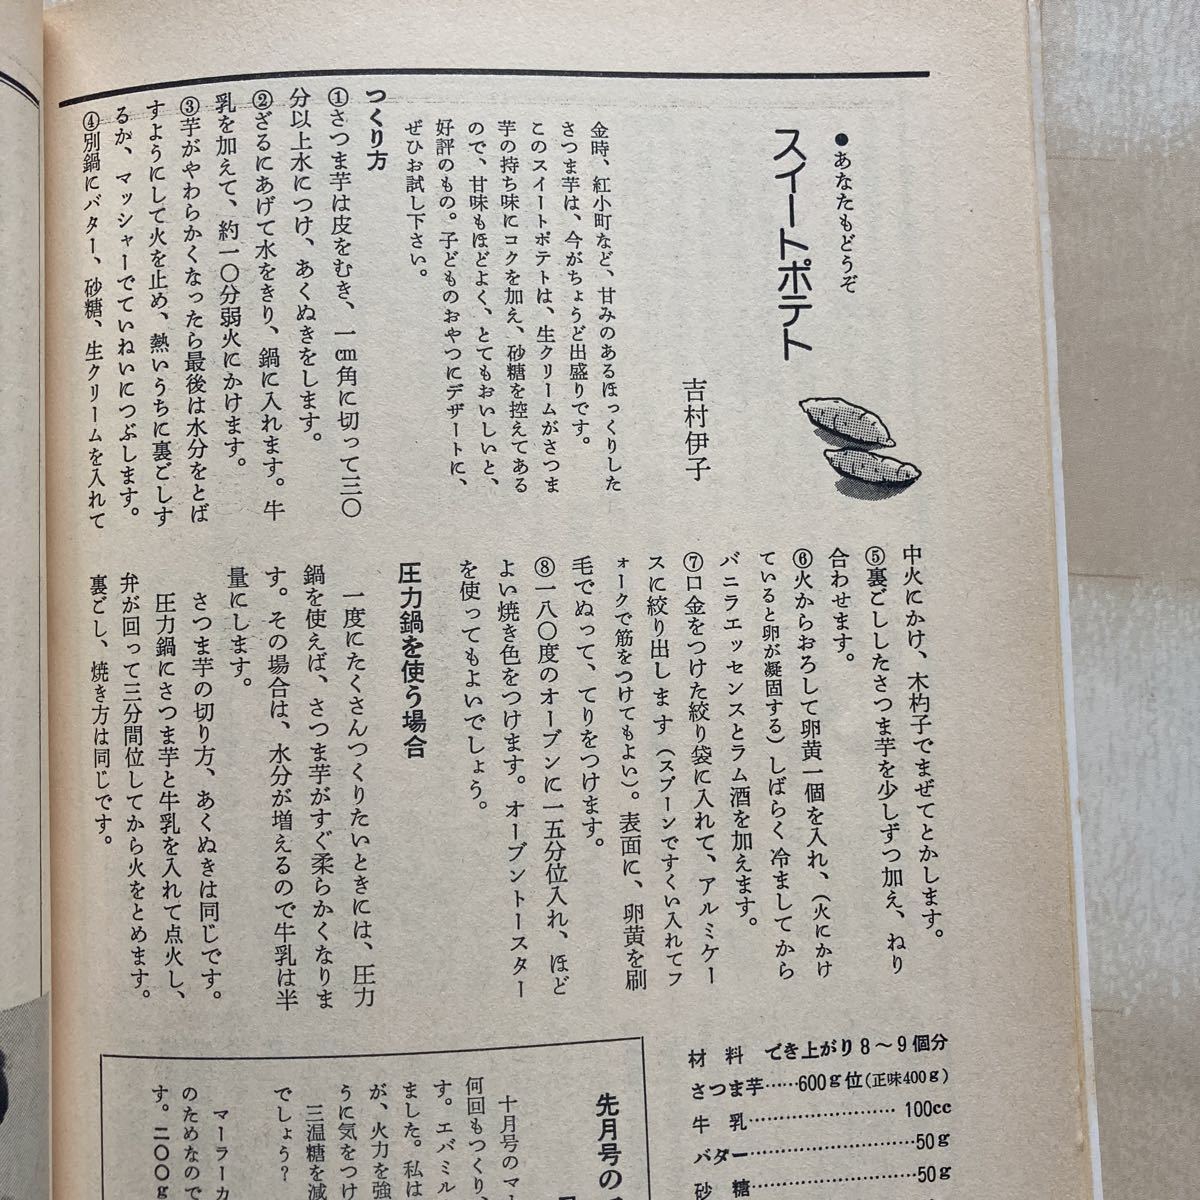 ●あなたもどうぞ
スイートポテト
吉村伊子
金時、紅小町など、甘みのあるほっくりした
さつま芋は、今がちょうど出盛りです。
このスイートポテトは、生クリームがさつま
芋の持ち味にコクを加え、砂糖を控えてある
ので、甘味もほどよく、とてもおいしいと、
好評のもの。子どものおやつにデザートに、
ぜひお試し下さい。
つくり方
①さつま芋は皮をむき、一㎝角に切って三〇
分以上水につけ、あくぬきをします。
②ざるにあげて水をきり、鍋に入れます。牛
乳を加えて、約一〇分弱火にかけます。
③芋がやわらかくなったら最後は水分をとば
すようにして火を止め、熱いうちに裏ごしす
るか、マッシャーでていねいにつぶします。
④別鍋にバター、砂糖、生クリームを入れて
中火にかけ、木杓子でまぜてとかします。
⑤裏ごししたさつま芋を少しずつ加え、ねり
合わせます。
⑥火からおろして卵黄一個を入れ、(火にかけ
ていると卵が凝固する)しばらく冷ましてから
バニラエッセンスとラム酒を加えます。
⑦口金をつけた絞り袋に入れて、アルミケー
スに絞り出します(スプーンですくい入れてフ
ォークで筋をつけてもよい)。表面に、卵黄を刷
毛でぬって、てりをつけます。
⑧一八〇度のオーブンに一五分位入れ、ほど
よい焼き色をつけます。オーブントースター
を使ってもよいでしょう。
圧力鍋を使う場合
一度にたくさんつくりたいときには、圧力
鍋を使えば、さつま芋がすぐ柔らかくなりま
す。その場合は、水分が増えるので牛乳は半
量にします。
さつま芋の切り方、あくぬきは同じです。
圧力鍋にさつま芋と牛乳を入れて点火し、
弁が回って三分間位してから火をとめます。
裏ごし、焼き方は同じです。
材料 でき上がり8〜9個分
さつま芋……600g位(正味400g)
牛乳……………………100cc
バター…………………50g
砂糖……………………50g
先月号の
十月号のマ
何回もつくり、
す。エバミル
ました。私は
が、火力を強
うに気をつけ
三温糖を減
でしょう?
マーラーカ
のためなので
す。二〇〇g